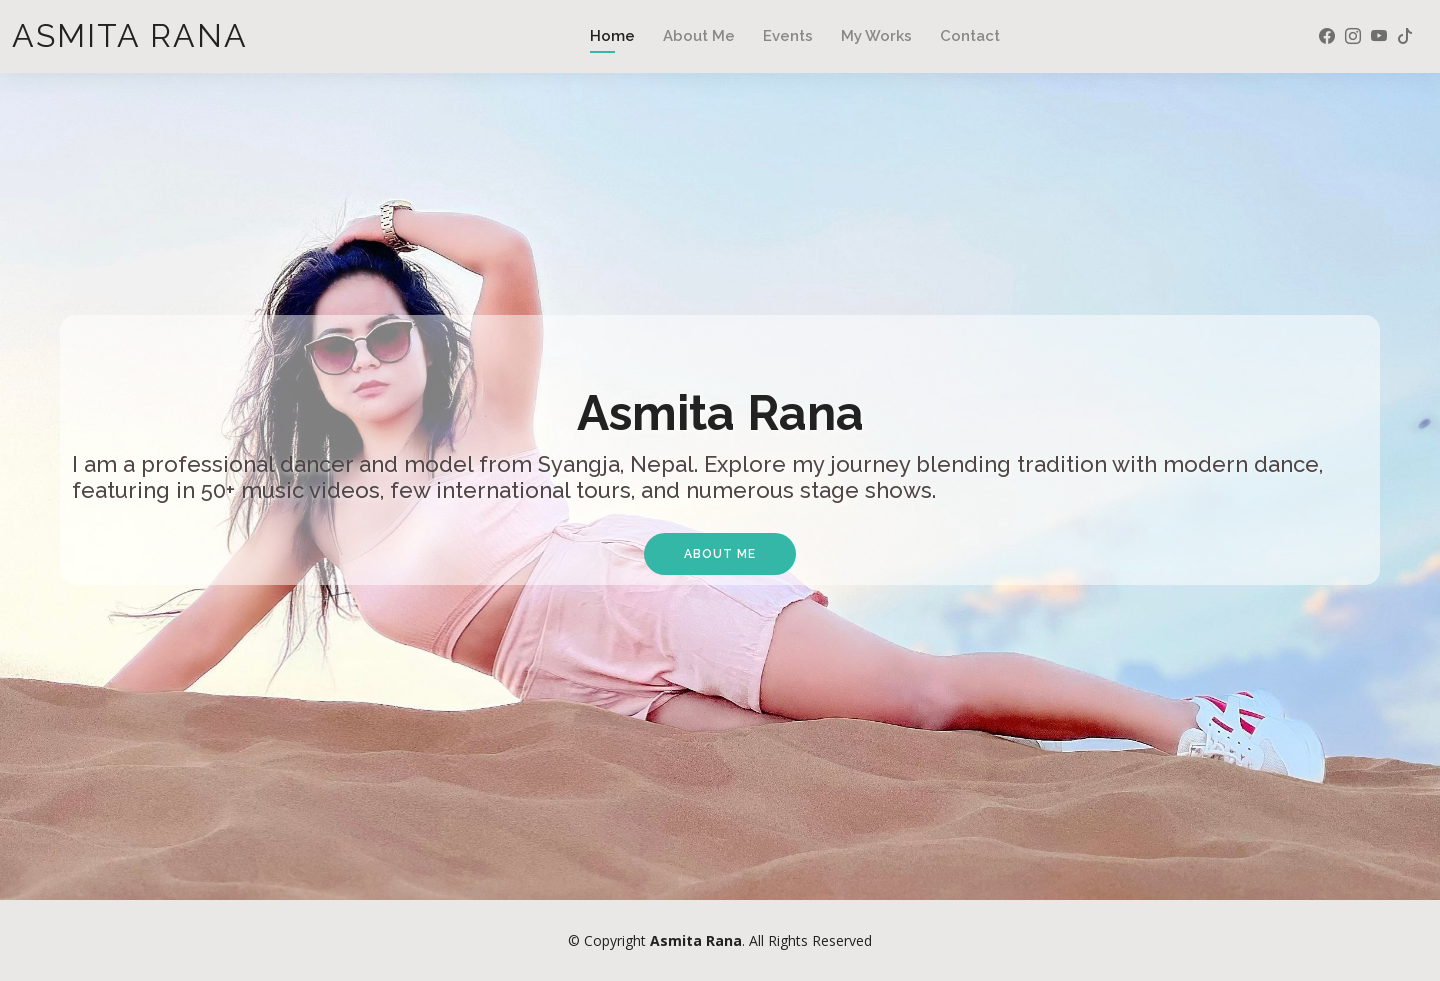 ASMITA RANA
Home
About Me
Events
My Works
Contact
Asmita Rana
I am a professional dancer and model from Syangja, Nepal. Explore my journey blending tradition with modern dance,
featuring in 50+ music videos, few international tours, and numerous stage shows.
ABOUT ME
© Copyright Asmita Rana. All Rights Reserved